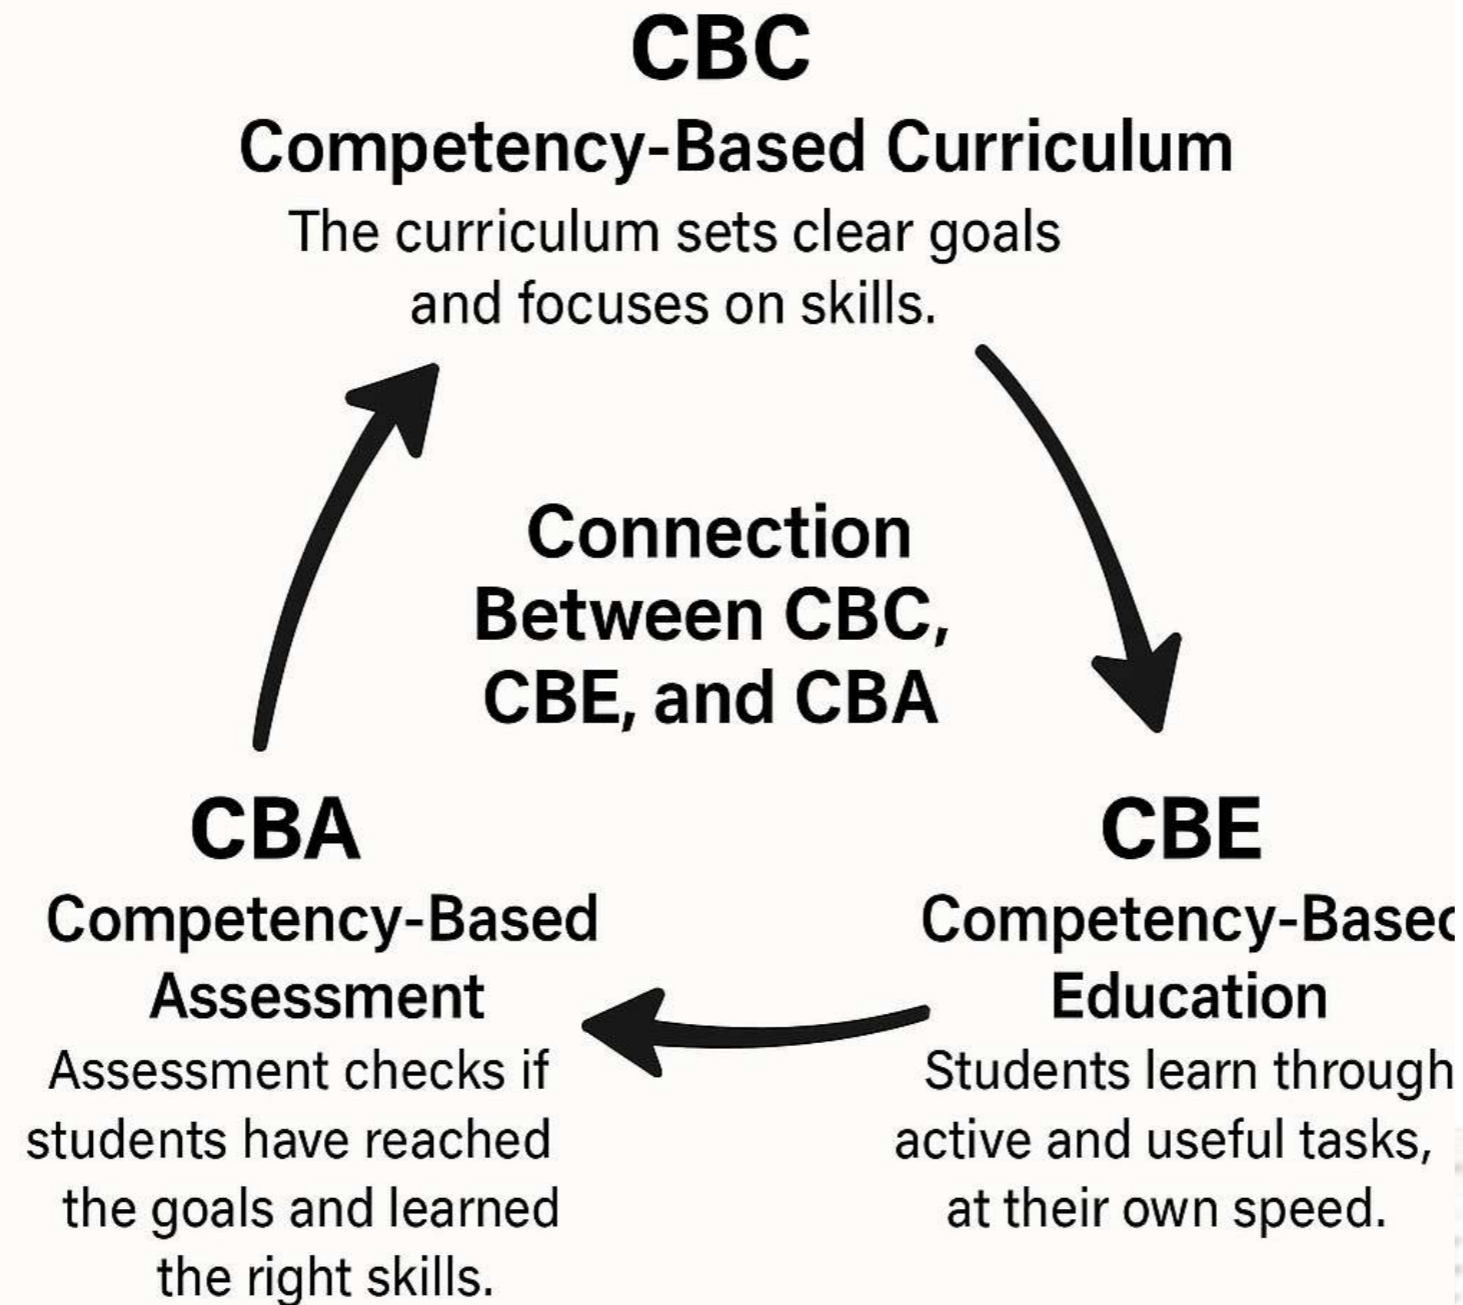 CBC
Competency-Based Curriculum
The curriculum sets clear goals
and focuses on skills.
Connection
Between CBC,
CBE, and CBA
CBA
Competency-Based
Assessment
Assessment checks if
students have reached
the goals and learned
the right skills.
CBE
Competency-Based
Education
Students learn through
active and useful tasks,
at their own speed.